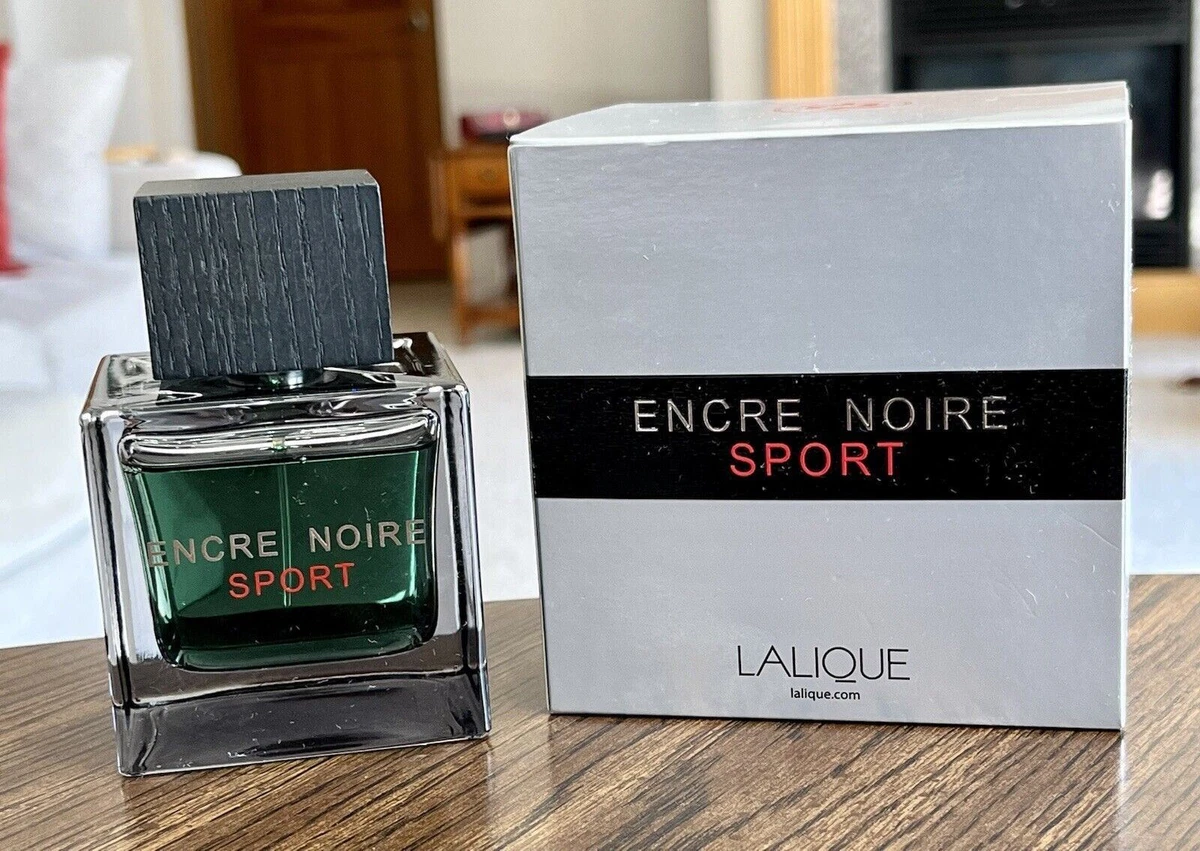 ENCRE NOIRE
SPORT
ENCRE NOIRE
SPORT
LALIQUE
lalique.com